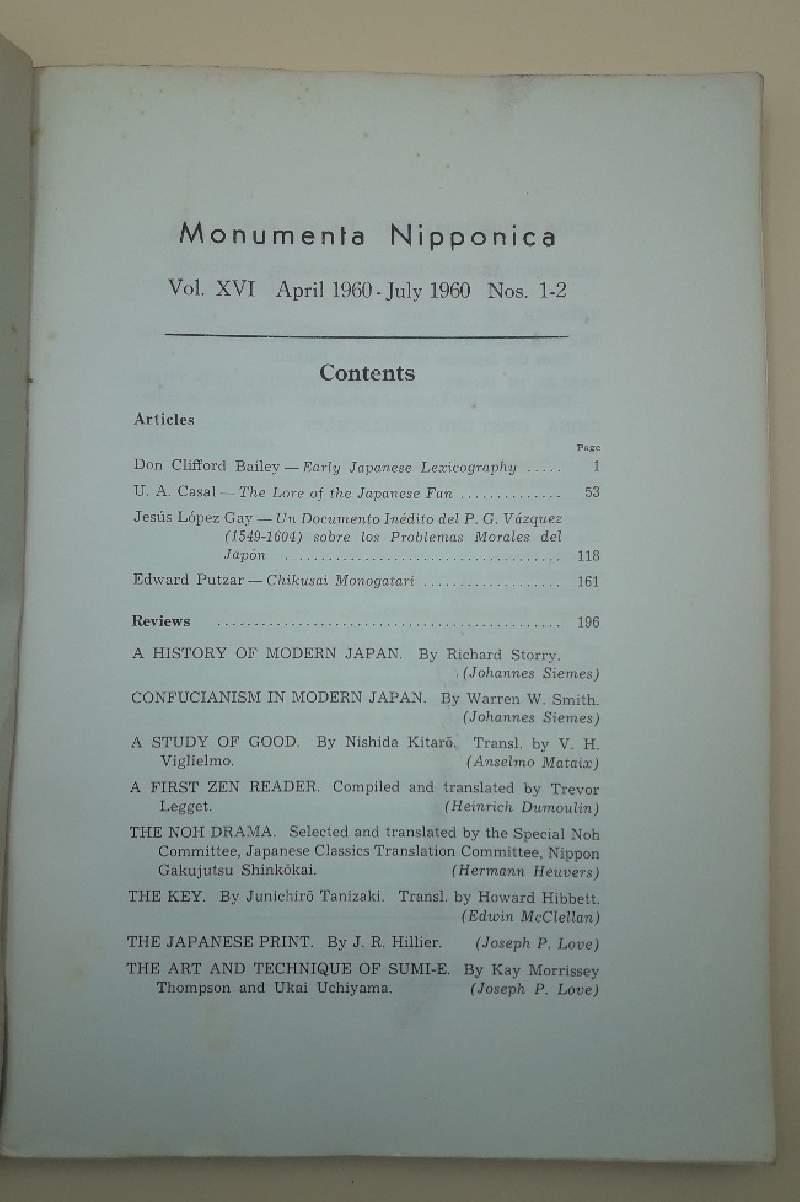 Monumenta Nipponica
Vol. XVI April 1960 - July 1960 Nos. 1-2
Contents
Articles
Page
Don Clifford Bailey — Early Japanese Lexicography ..... 1
U. A. Casal — The Lore of the Japanese Fan .............. 53
Jesús López Gay — Un Documento Inédito del P. G. Vázquez
(1549-1604) sobre los Problemas Morales del
Japón ...................................... 118
Edward Putzar — Chikusai Monogatari ................... 161
Reviews ............................................... 196
A HISTORY OF MODERN JAPAN. By Richard Storry.
(Johannes Siemes)
CONFUCIANISM IN MODERN JAPAN. By Warren W. Smith.
(Johannes Siemes)
A STUDY OF GOOD. By Nishida Kitarō. Transl. by V. H.
Viglielmo. (Anselmo Mataix)
A FIRST ZEN READER. Compiled and translated by Trevor
Legget. (Heinrich Dumoulin)
THE NOH DRAMA. Selected and translated by the Special Noh
Committee, Japanese Classics Translation Committee, Nippon
Gakujutsu Shinkōkai. (Hermann Heuvers)
THE KEY. By Junichirō Tanizaki. Transl. by Howard Hibbett.
(Edwin McClellan)
THE JAPANESE PRINT. By J. R. Hillier. (Joseph P. Love)
THE ART AND TECHNIQUE OF SUMI-E. By Kay Morrissey
Thompson and Ukai Uchiyama. (Joseph P. Love)